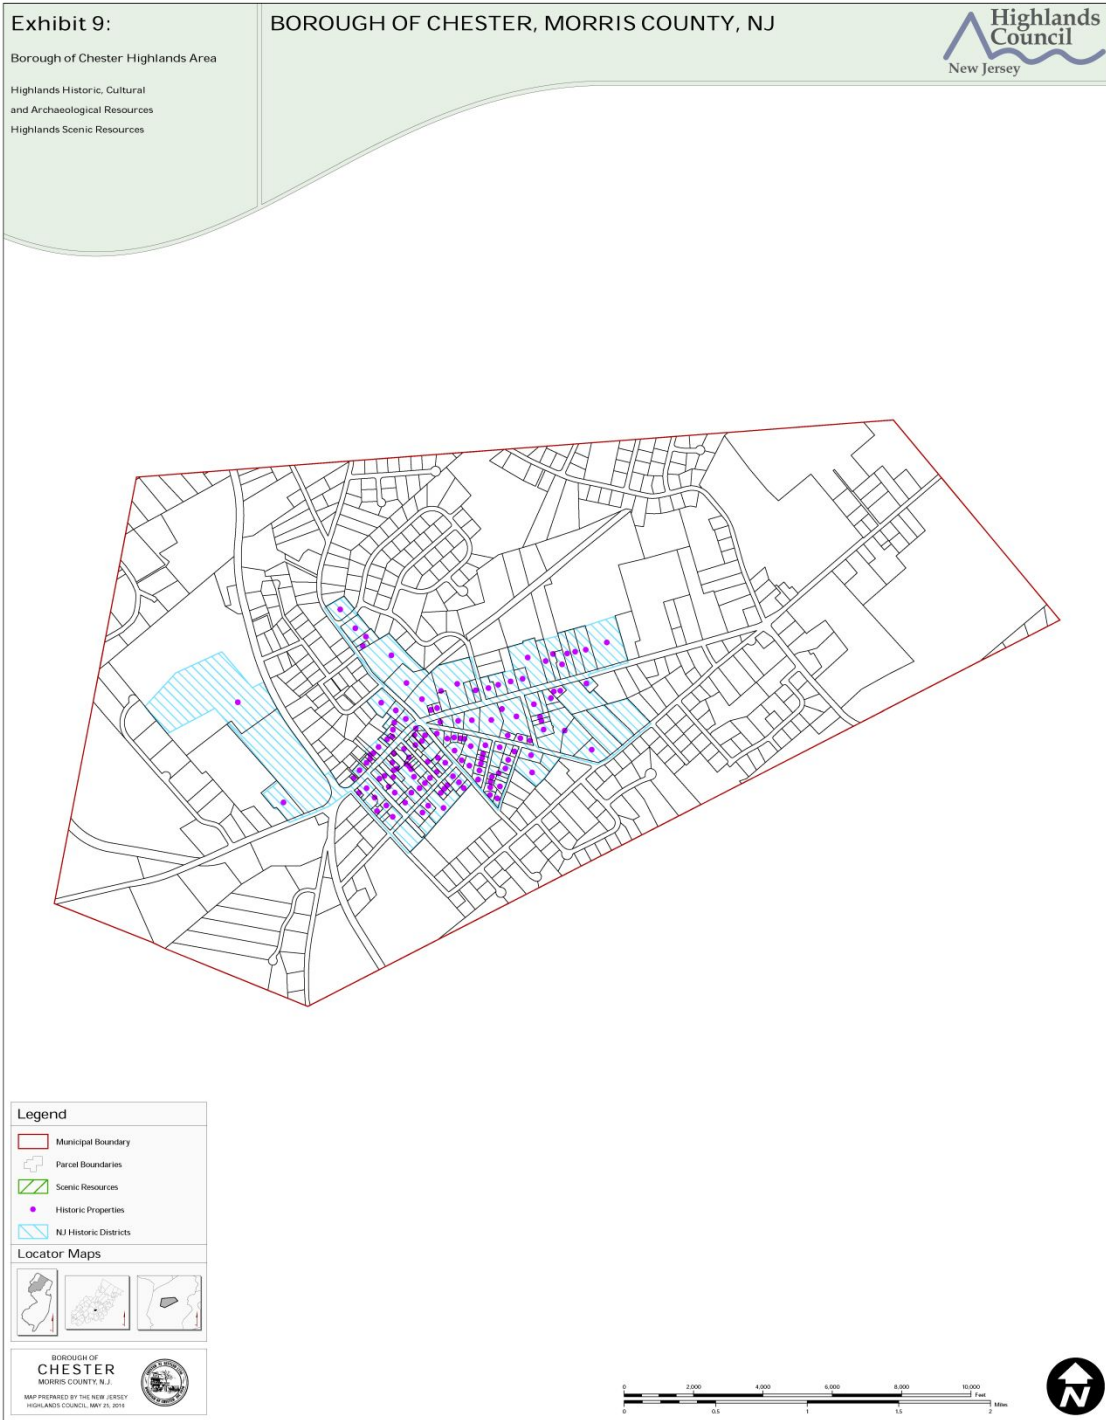 Exhibit 9:
BOROUGH OF CHESTER, MORRIS COUNTY, NJ
Highlands
Council
New Jersey
Borough of Chester Highlands Area
Highlands Historic, Cultural
and Archaeological Resources
Highlands Scenic Resources
Legend
Municipal Boundary
Parcel Boundaries
Scenic Resources
Historic Properties
NJ Historic Districts
Locator Maps
BOROUGH OF
CHESTER
MORRIS COUNTY, N.J.
MAP PREPARED BY THE NEW JERSEY
HIGHLANDS COUNCIL, MAY 25, 2010
0 2,000 4,000 6,000 8,000 10,000
Feet
Miles
0 0.5 1 1.5 2
N